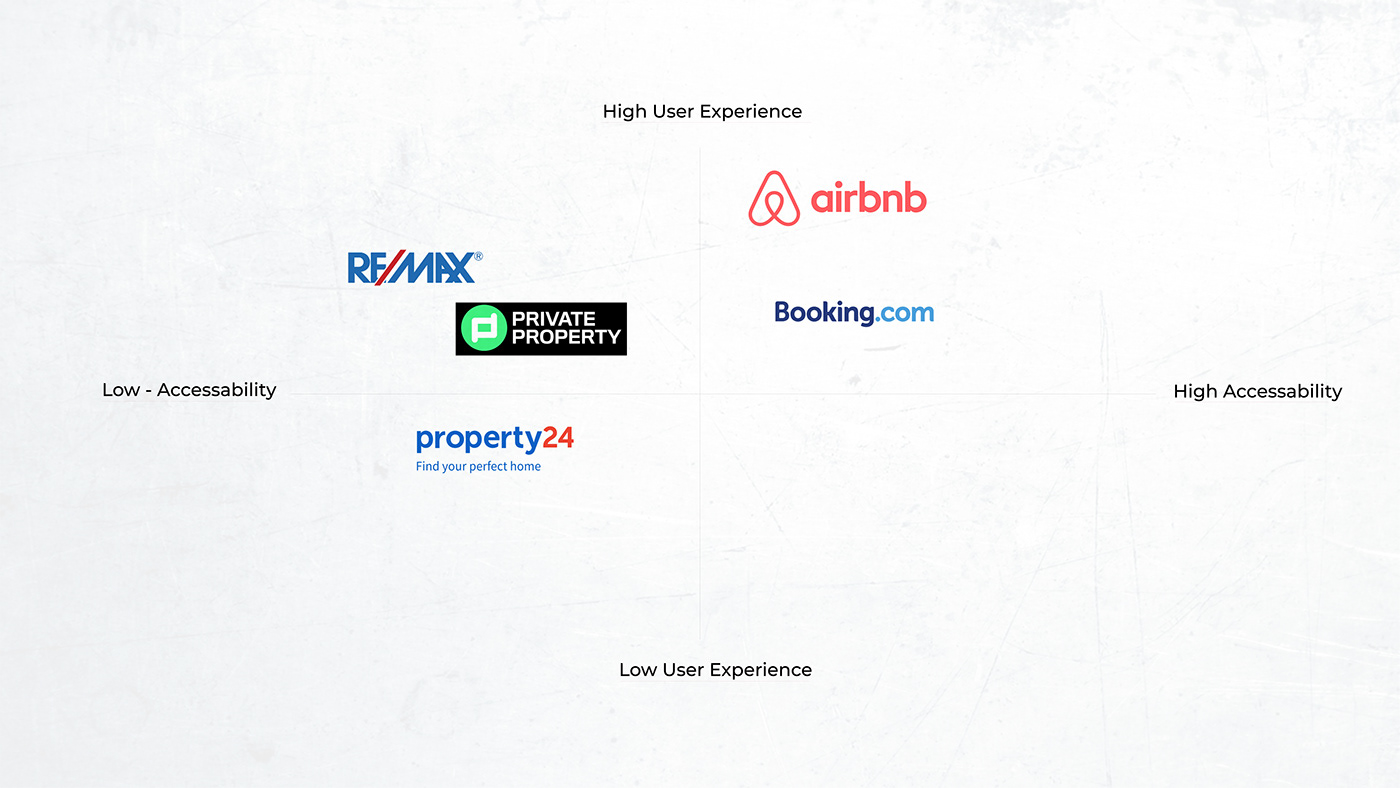 High User Experience
airbnb
RE/MAX®
PRIVATE
PROPERTY
Booking.com
Low - Accessability
High Accessability
property24
Find your perfect home
Low User Experience